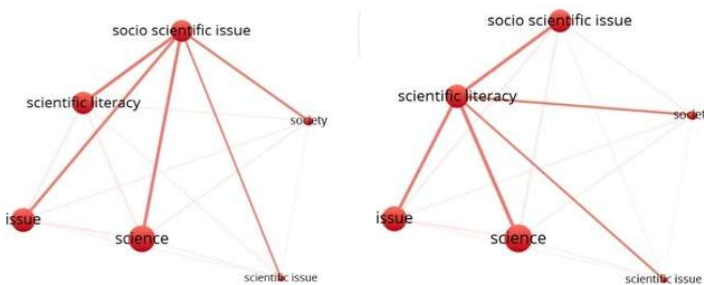 socio scientific issue
scientific literacy
society
issue
science
scientific issue
socio scientific issue
scientific literacy
societ
issue
science
scientific issue